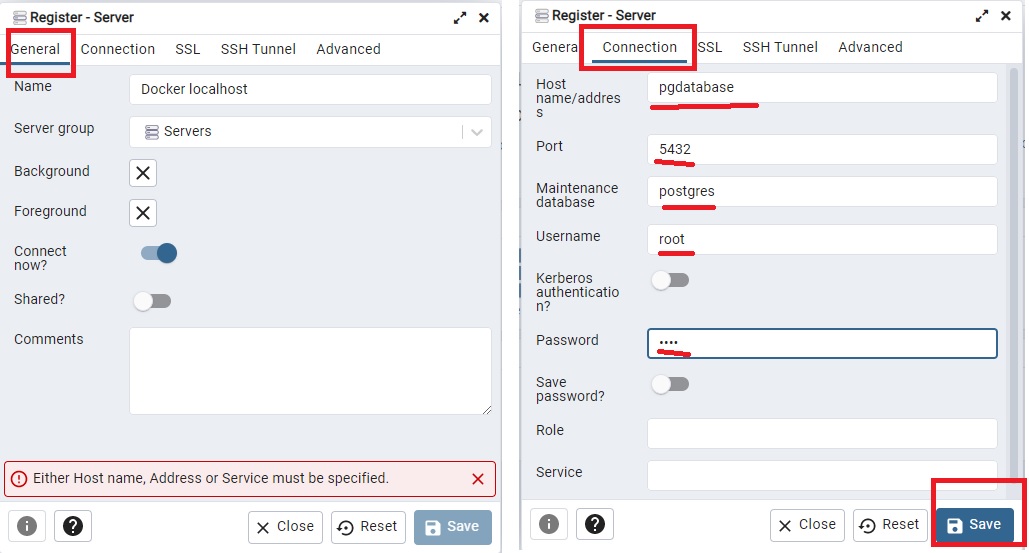 Register - Server
General Connection SSL SSH Tunnel Advanced
Name
Docker localhost
Server group
Servers
Background
Foreground
Connect
now?
Shared?
Comments
Either Host name, Address or Service must be specified.
Close
Reset
Save
Register - Server
General Connection SSL SSH Tunnel Advanced
Host
name/addres
s
pgdatabase
Port
5432
Maintenance
database
postgres
Username
root
Kerberos
authenticatio
n?
Password
••••
Save
password?
Role
Service
Close
Reset
Save